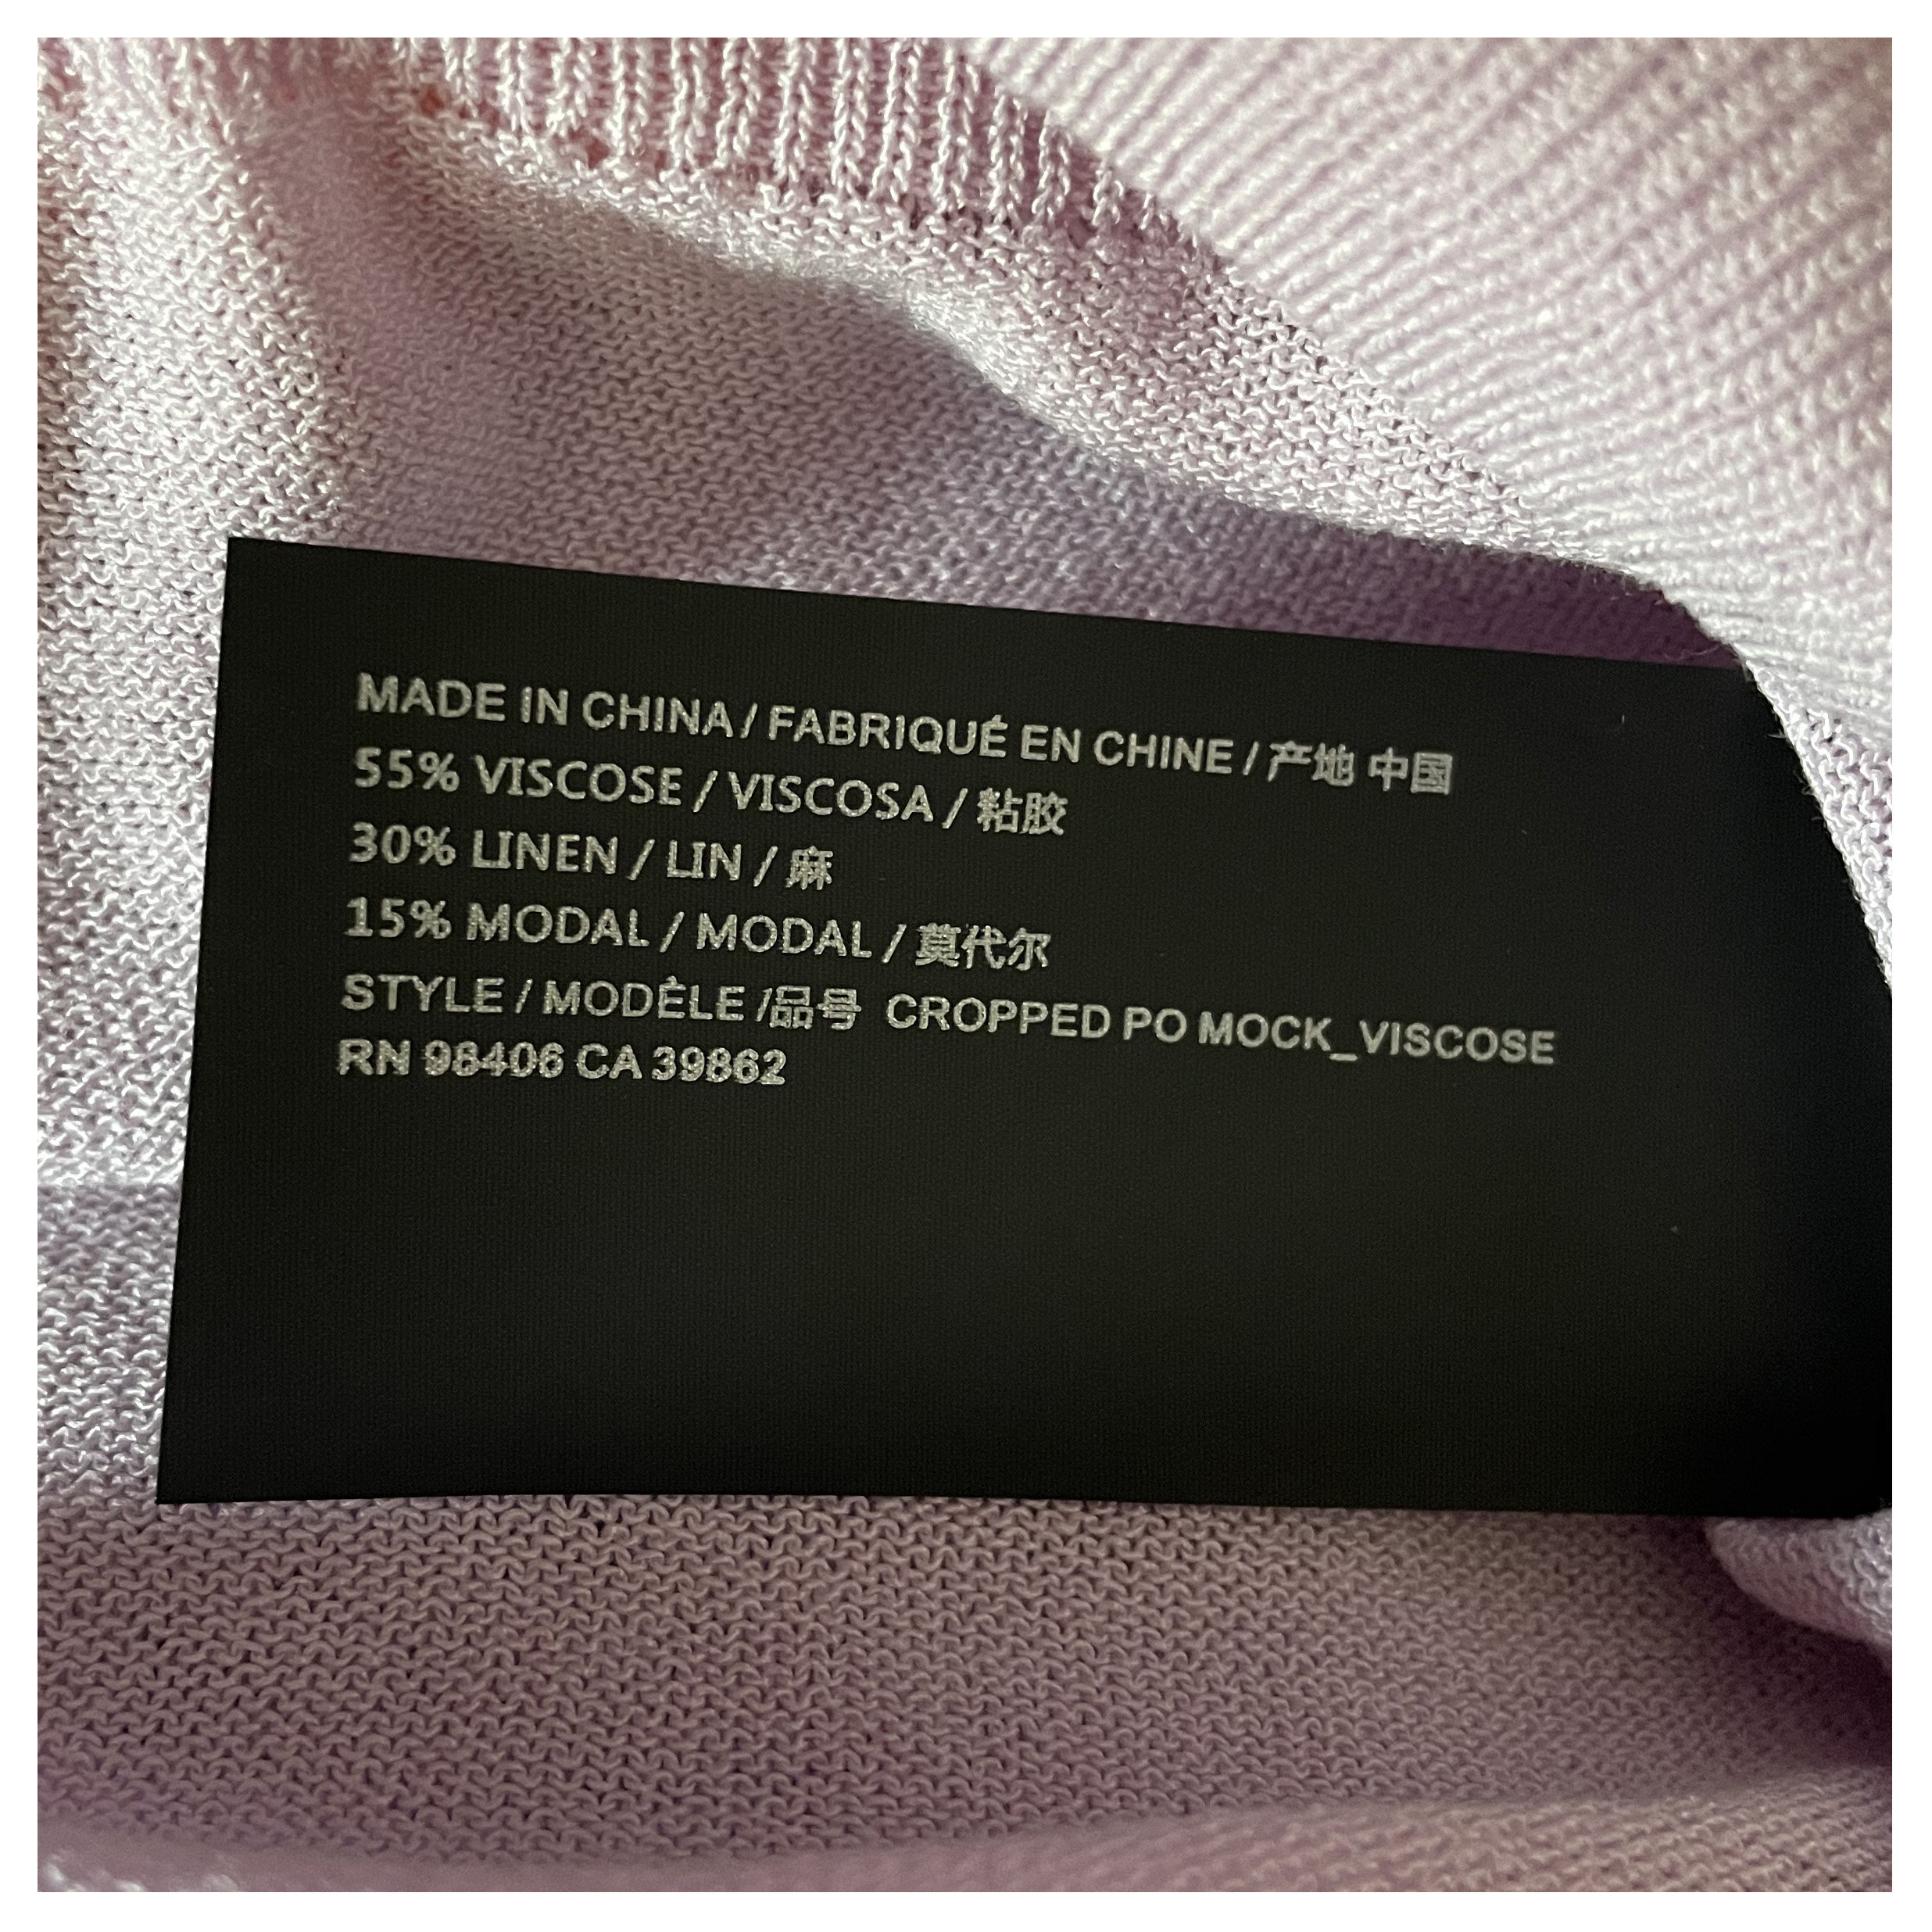 MADE IN CHINA / FABRIQUÉ EN CHINE / 产地 中国
55% VISCOSE / VISCOSA / 粘胶
30% LINEN / LIN / 麻
15% MODAL / MODAL / 莫代尔
STYLE / MODÈLE /品号 CROPPED PO MOCK_VISCOSE
RN 98406 CA 39862